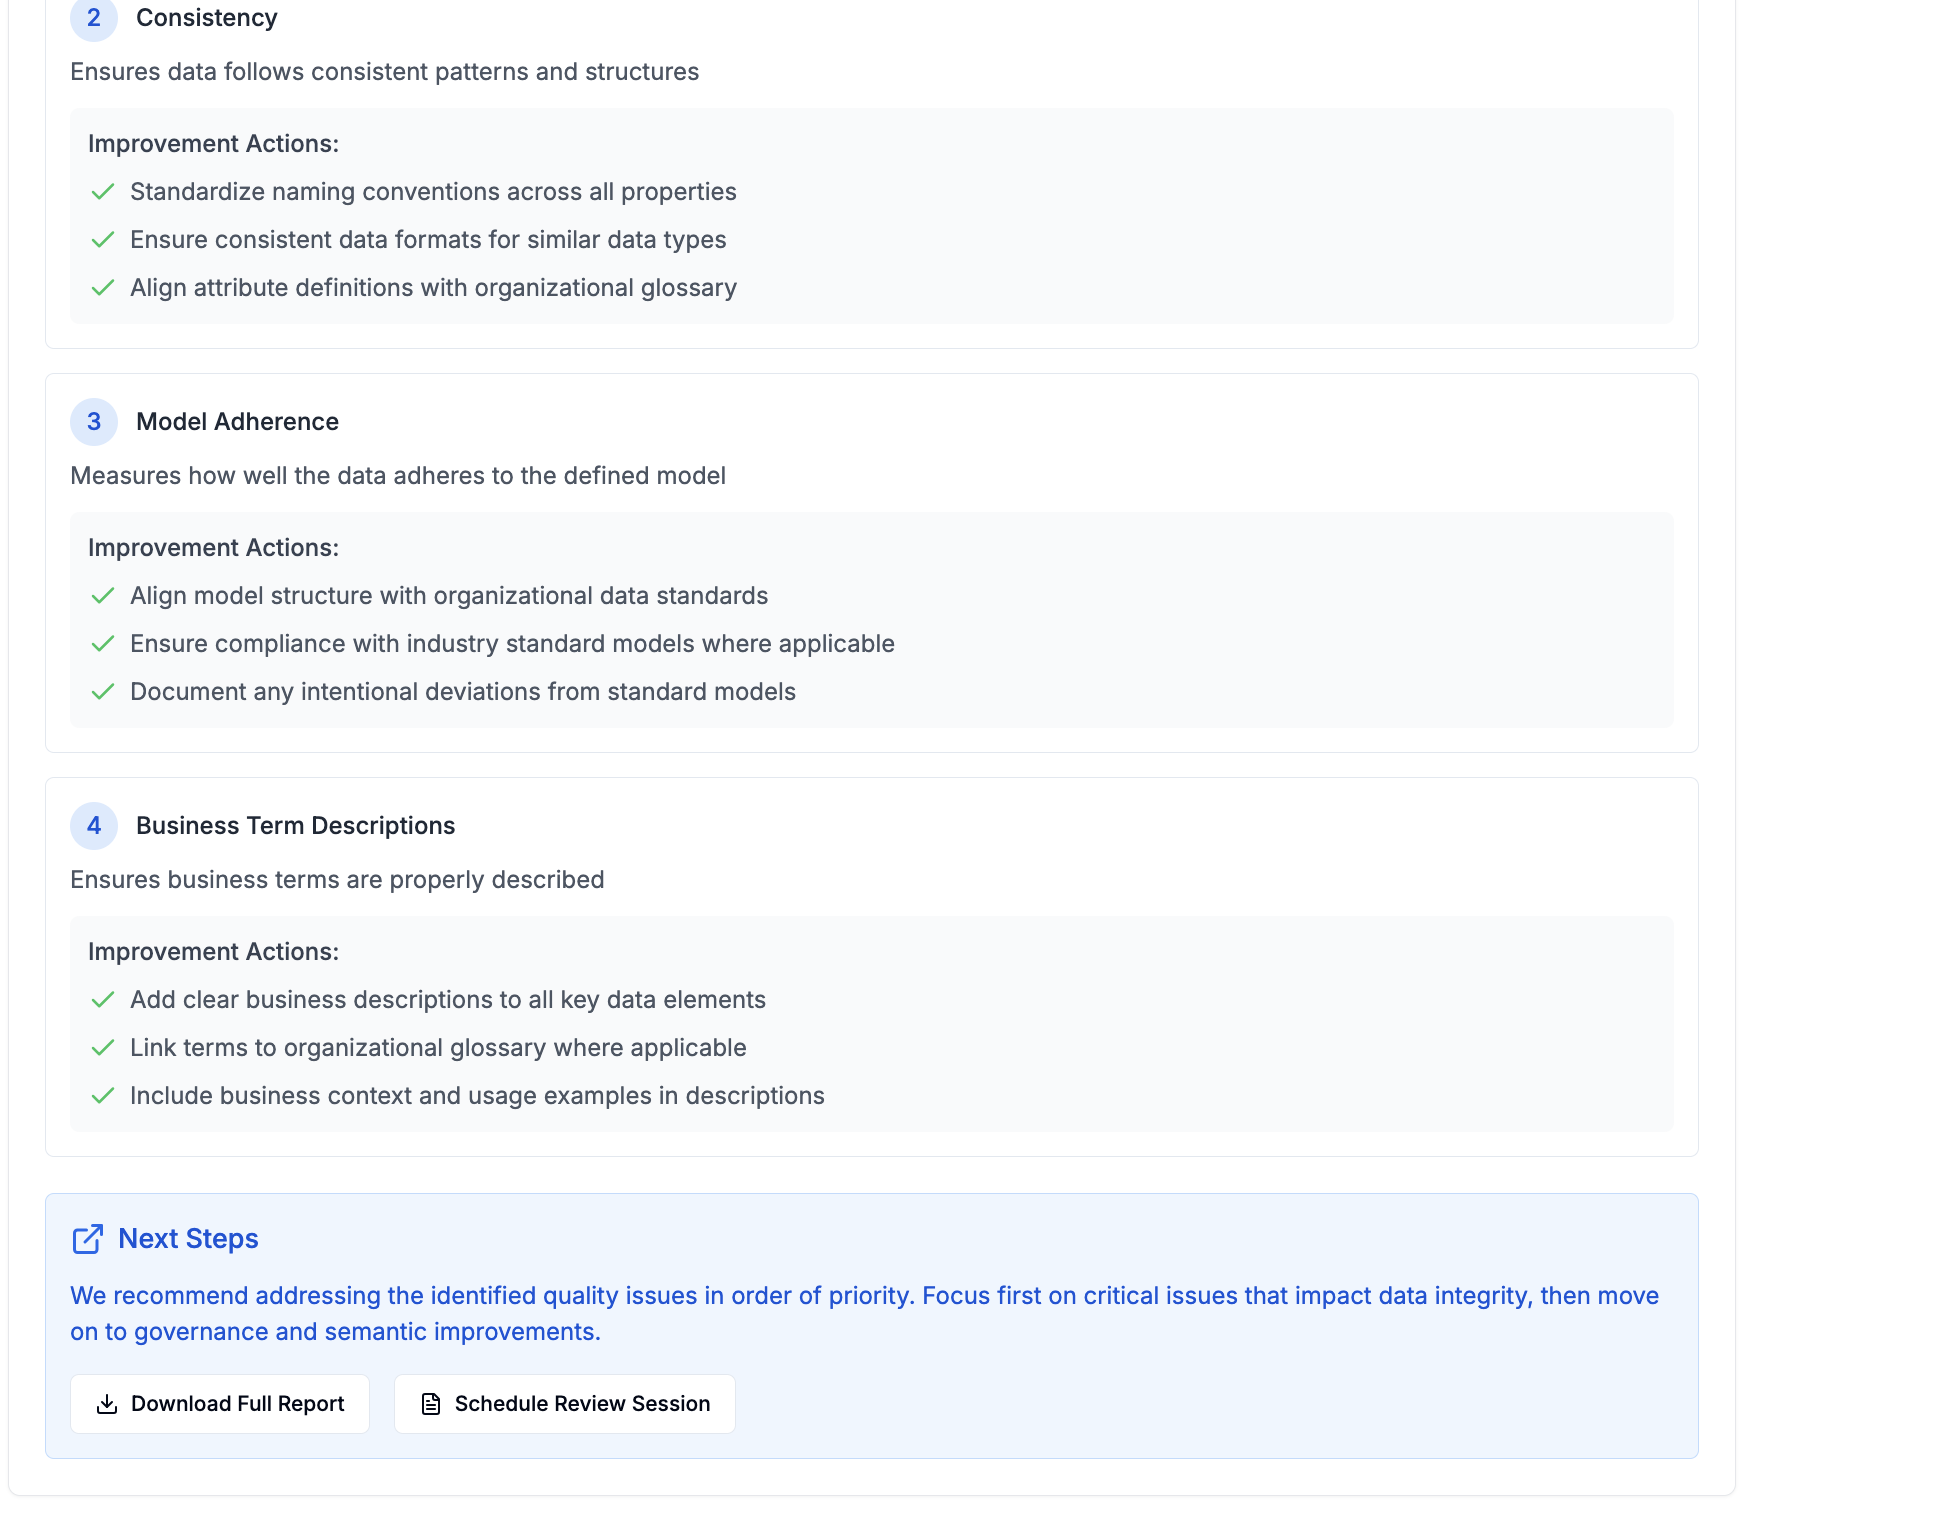 2 Consistency
Ensures data follows consistent patterns and structures
Improvement Actions:
Standardize naming conventions across all properties
Ensure consistent data formats for similar data types
Align attribute definitions with organizational glossary
3 Model Adherence
Measures how well the data adheres to the defined model
Improvement Actions:
Align model structure with organizational data standards
Ensure compliance with industry standard models where applicable
Document any intentional deviations from standard models
4 Business Term Descriptions
Ensures business terms are properly described
Improvement Actions:
Add clear business descriptions to all key data elements
Link terms to organizational glossary where applicable
Include business context and usage examples in descriptions
Next Steps
We recommend addressing the identified quality issues in order of priority. Focus first on critical issues that impact data integrity, then move
on to governance and semantic improvements.
Download Full Report Schedule Review Session